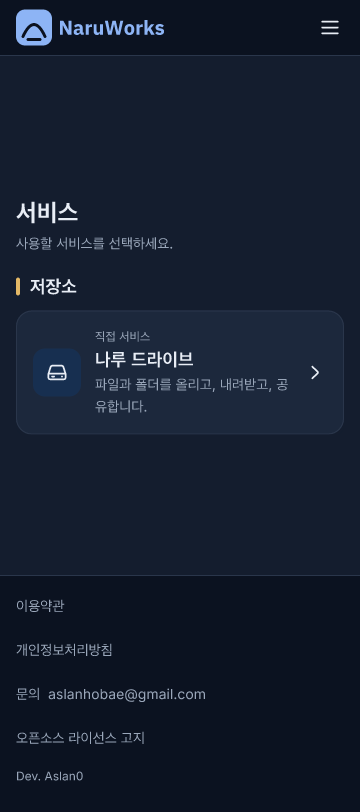 NaruWorks
서비스
사용할 서비스를 선택하세요.
저장소
직접 서비스
나루 드라이브
파일과 폴더를 올리고, 내려받고, 공
유합니다.
이용약관
개인정보처리방침
문의 aslanhobae@gmail.com
오픈소스 라이선스 고지
Dev. Aslan0